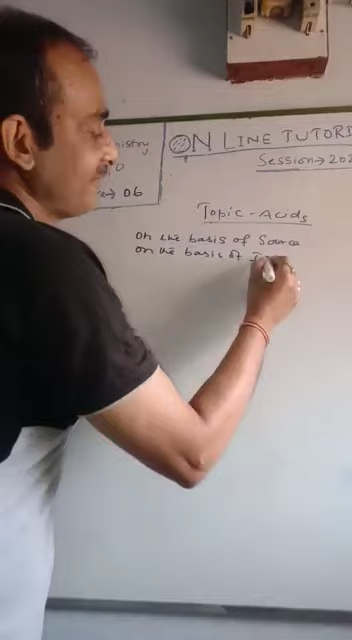 ON LINE TUTORI
Session→ 202
mistry
D
→ 06
Topic - Acids
on the basis of Source
on the basis of